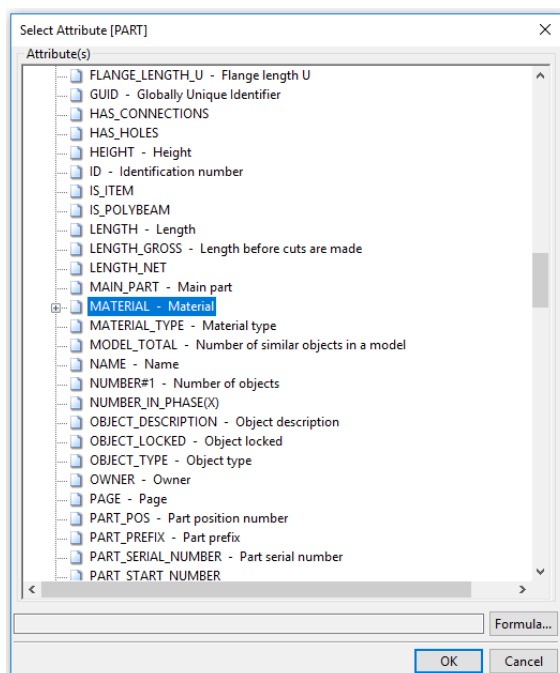 Select Attribute [PART]
Attribute(s)
FLANGE_LENGTH_U - Flange length U
GUID - Globally Unique Identifier
HAS_CONNECTIONS
HAS_HOLES
HEIGHT - Height
ID - Identification number
IS_ITEM
IS_POLYBEAM
LENGTH - Length
LENGTH_GROSS - Length before cuts are made
LENGTH_NET
MAIN_PART - Main part
MATERIAL - Material
MATERIAL_TYPE - Material type
MODEL_TOTAL - Number of similar objects in a model
NAME - Name
NUMBER#1 - Number of objects
NUMBER_IN_PHASE(X)
OBJECT_DESCRIPTION - Object description
OBJECT_LOCKED - Object locked
OBJECT_TYPE - Object type
OWNER - Owner
PAGE - Page
PART_POS - Part position number
PART_PREFIX - Part prefix
PART_SERIAL_NUMBER - Part serial number
PART_START_NUMBER
Formula...
OK Cancel